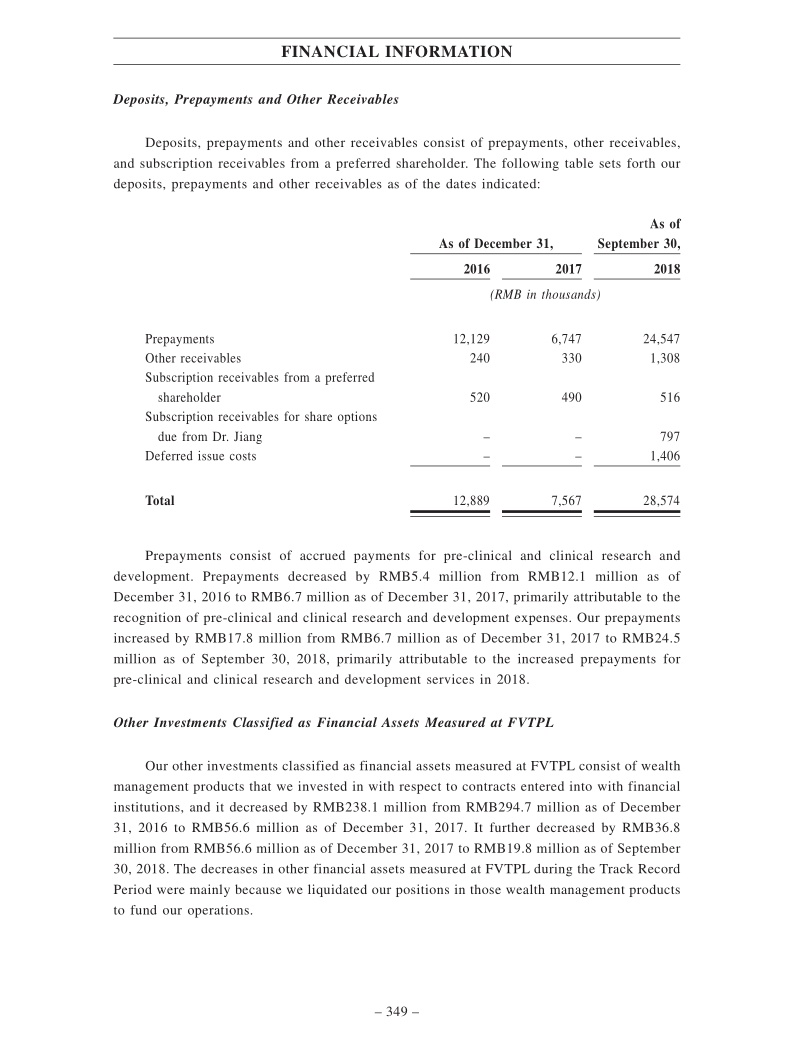 FINANCIAL INFORMATION
Deposits, Prepayments and Other Receivables
Deposits, prepayments and other receivables consist of prepayments, other receivables,
and subscription receivables from a preferred shareholder. The following table sets forth our
deposits, prepayments and other receivables as of the dates indicated:
As of
As of December 31, September 30,
2016 2017 2018
(RMB in thousands)
Prepayments 12,129 6,747 24,547
Other receivables 240 330 1,308
Subscription receivables from a preferred
shareholder 520 490 516
Subscription receivables for share options
due from Dr. Jiang – – 797
Deferred issue costs – – 1,406
Total 12,889 7,567 28,574
Prepayments consist of accrued payments for pre-clinical and clinical research and
development. Prepayments decreased by RMB5.4 million from RMB12.1 million as of
December 31, 2016 to RMB6.7 million as of December 31, 2017, primarily attributable to the
recognition of pre-clinical and clinical research and development expenses. Our prepayments
increased by RMB17.8 million from RMB6.7 million as of December 31, 2017 to RMB24.5
million as of September 30, 2018, primarily attributable to the increased prepayments for
pre-clinical and clinical research and development services in 2018.
Other Investments Classified as Financial Assets Measured at FVTPL
Our other investments classified as financial assets measured at FVTPL consist of wealth
management products that we invested in with respect to contracts entered into with financial
institutions, and it decreased by RMB238.1 million from RMB294.7 million as of December
31, 2016 to RMB56.6 million as of December 31, 2017. It further decreased by RMB36.8
million from RMB56.6 million as of December 31, 2017 to RMB19.8 million as of September
30, 2018. The decreases in other financial assets measured at FVTPL during the Track Record
Period were mainly because we liquidated our positions in those wealth management products
to fund our operations.
– 349 –